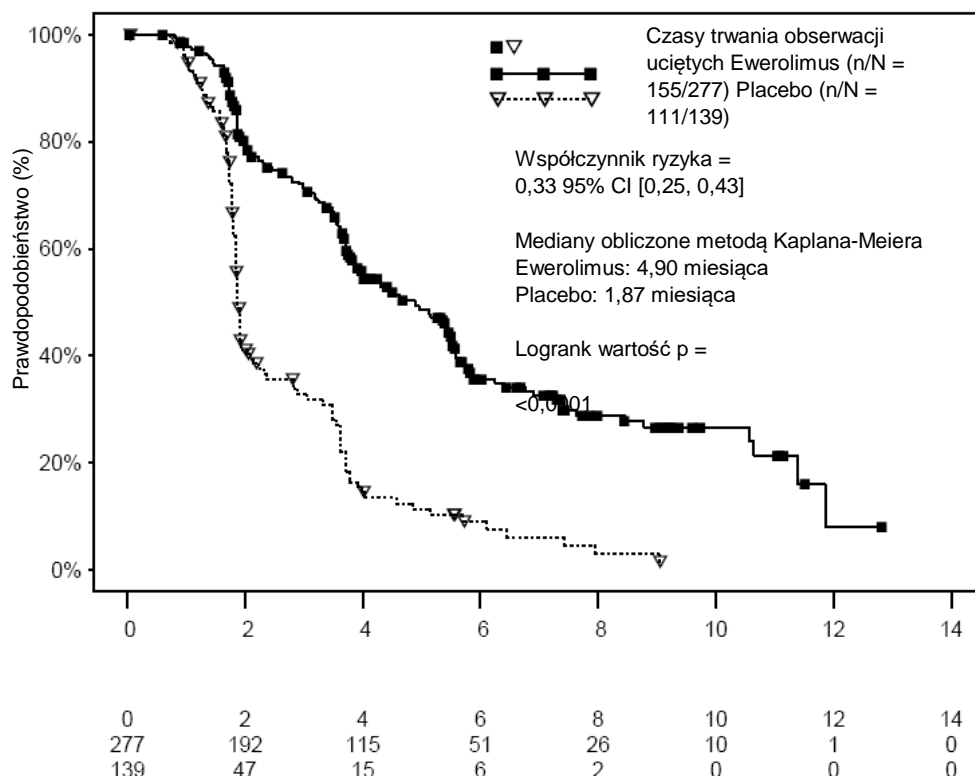 Czasy trwania obserwacji
uciętych Ewerolimus (n/N =
155/277) Placebo (n/N =
111/139)
Współczynnik ryzyka =
0,33 95% CI [0,25, 0,43]
Mediany obliczone metodą Kaplana-Meiera
Ewerolimus: 4,90 miesiąca
Placebo: 1,87 miesiąca
Logrank wartość p =
<0,0001
Prawdopodobieństwo (%)
100%
80%
60%
40%
20%
0%
0 2 4 6 8 10 12 14
0 2 4 6 8 10 12 14
277 192 115 51 26 10 1 0
139 47 15 6 2 0 0 0